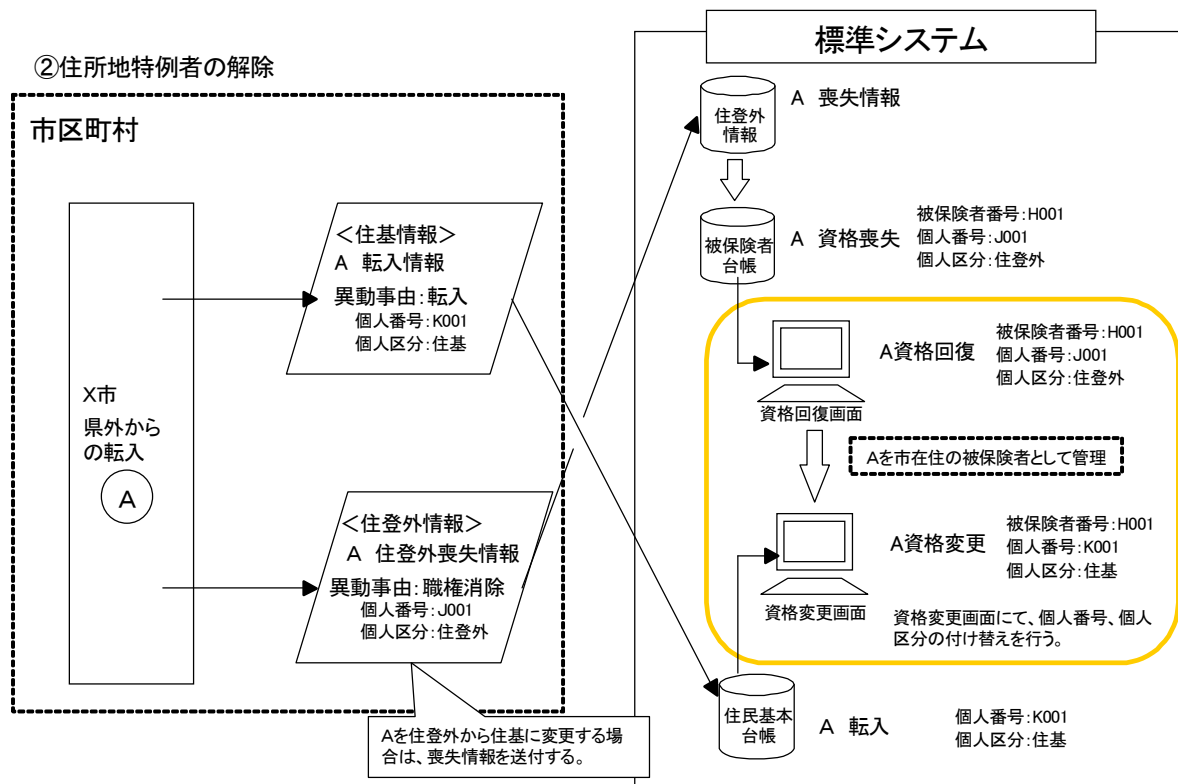 標準システム
②住所地特例者の解除
市区町村
X市
県外から
の転入
A
＜住基情報＞
A 転入情報
異動事由：転入
個人番号：K001
個人区分：住基
＜住登外情報＞
A 住登外喪失情報
異動事由：職権消除
個人番号：J001
個人区分：住登外
Aを住登外から住基に変更する場
合は、喪失情報を送付する。
住登外
情報
A 喪失情報
被保険者
台帳
A 資格喪失
被保険者番号：H001
個人番号：J001
個人区分：住登外
A資格回復
被保険者番号：H001
個人番号：J001
個人区分：住登外
資格回復画面
Aを市在住の被保険者として管理
A資格変更
被保険者番号：H001
個人番号：K001
個人区分：住基
資格変更画面
資格変更画面にて、個人番号、個人
区分の付け替えを行う。
住民基本
台帳
A 転入
個人番号：K001
個人区分：住基